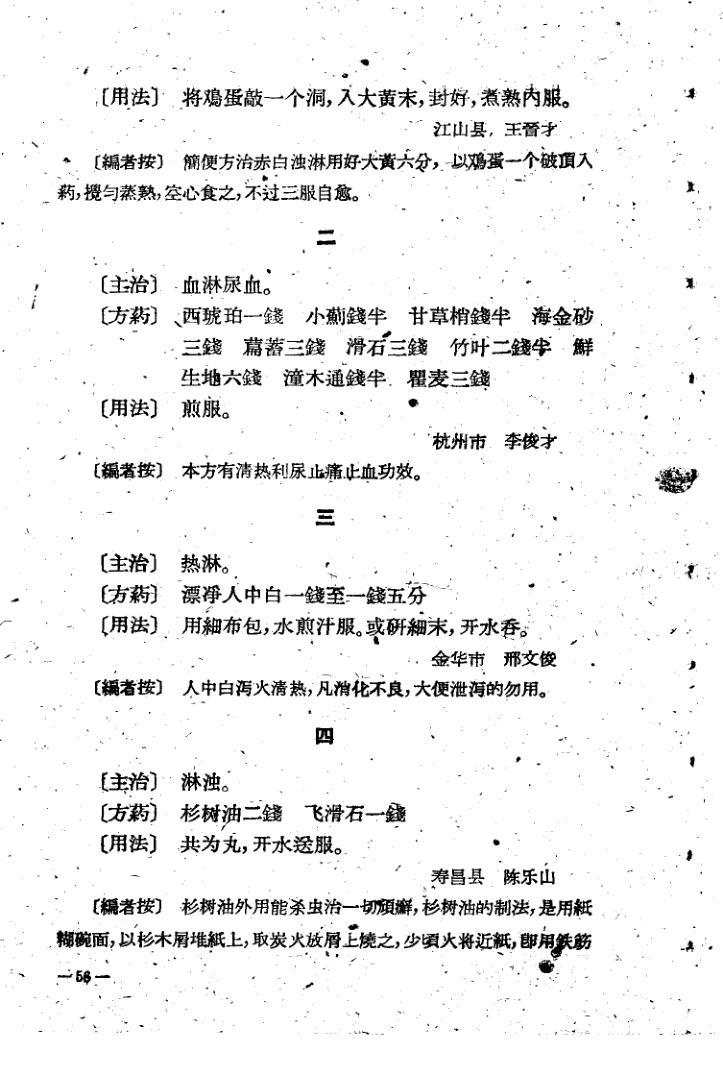 〔用法〕 将鴻蛋敲一个洞,入大黄末,封好,煮熟內服。
江山县 王晋才
〔編者按〕 簡便方治赤白浊淋用好大黄六分,以鸡蛋一个破頂入
葯,攪勻蒸熟,空心食之,不过三服自愈。
二
〔主治〕 血淋尿血。
〔方葯〕 西琥珀一錢 小薊錢半 甘草梢錢半 海金砂
三錢 萹蓄三錢 滑石三錢 竹叶二錢半 鮮
生地六錢 潼木通錢半 瞿麦三錢
〔用法〕 煎服。
杭州市 李俊才
〔編者按〕 本方有清热利尿止痛止血功效。
三
〔主治〕 热淋。
〔方葯〕 漂净人中白一錢至一錢五分
〔用法〕 用細布包,水煎汁服。或研細末,开水吞。
金华市 邢文俊
〔編者按〕 人中白泻火清热,凡消化不良,大便泄泻的勿用。
四
〔主治〕 淋浊。
〔方葯〕 杉树油二錢 飞滑石一錢
〔用法〕 共为丸,开水送服。
寿昌县 陈乐山
〔編者按〕 杉树油外用能杀虫治一切頑癬,杉树油的制法,是用紙
糊碗面,以杉木屑堆紙上,取炭火放屑上燒之,少頃火将近紙,即用鉄筯
—56—